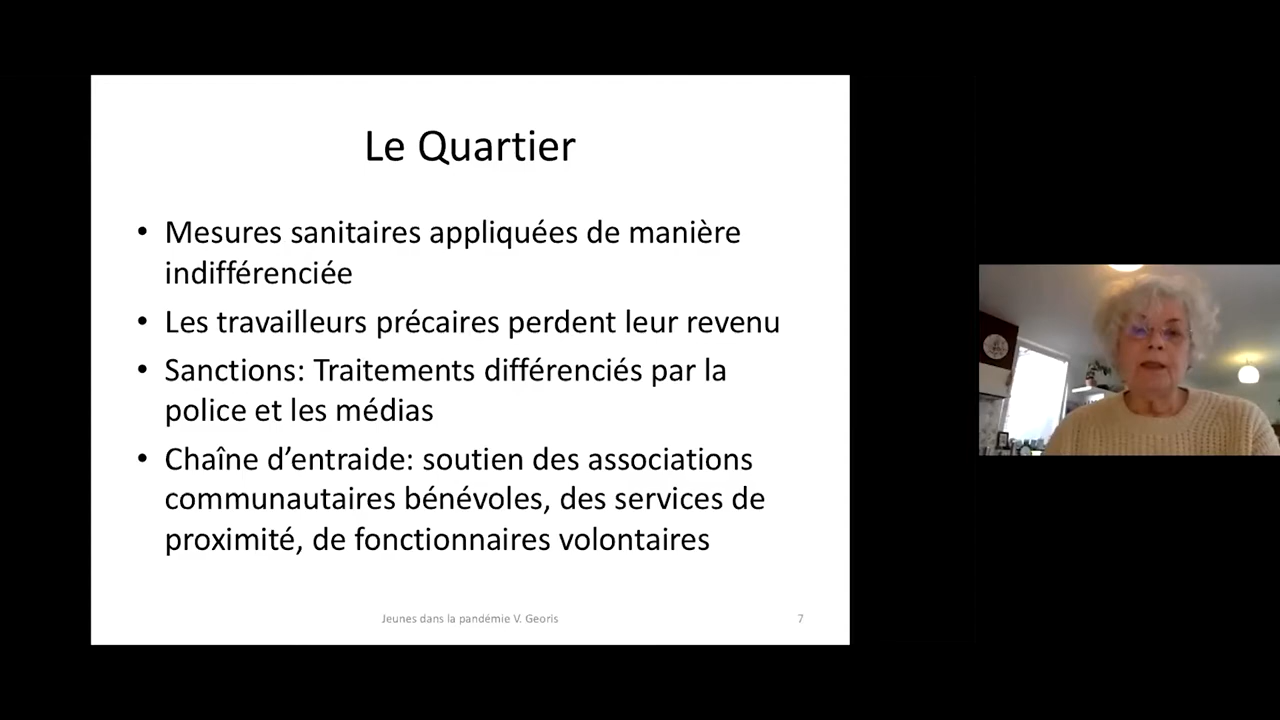 Le Quartier
• Mesures sanitaires appliquées de manière
indifférenciée
• Les travailleurs précaires perdent leur revenu
• Sanctions: Traitements différenciés par la
police et les médias
• Chaîne d’entraide: soutien des associations
communautaires bénévoles, des services de
proximité, de fonctionnaires volontaires
Jeunes dans la pandémie V. Georis
7